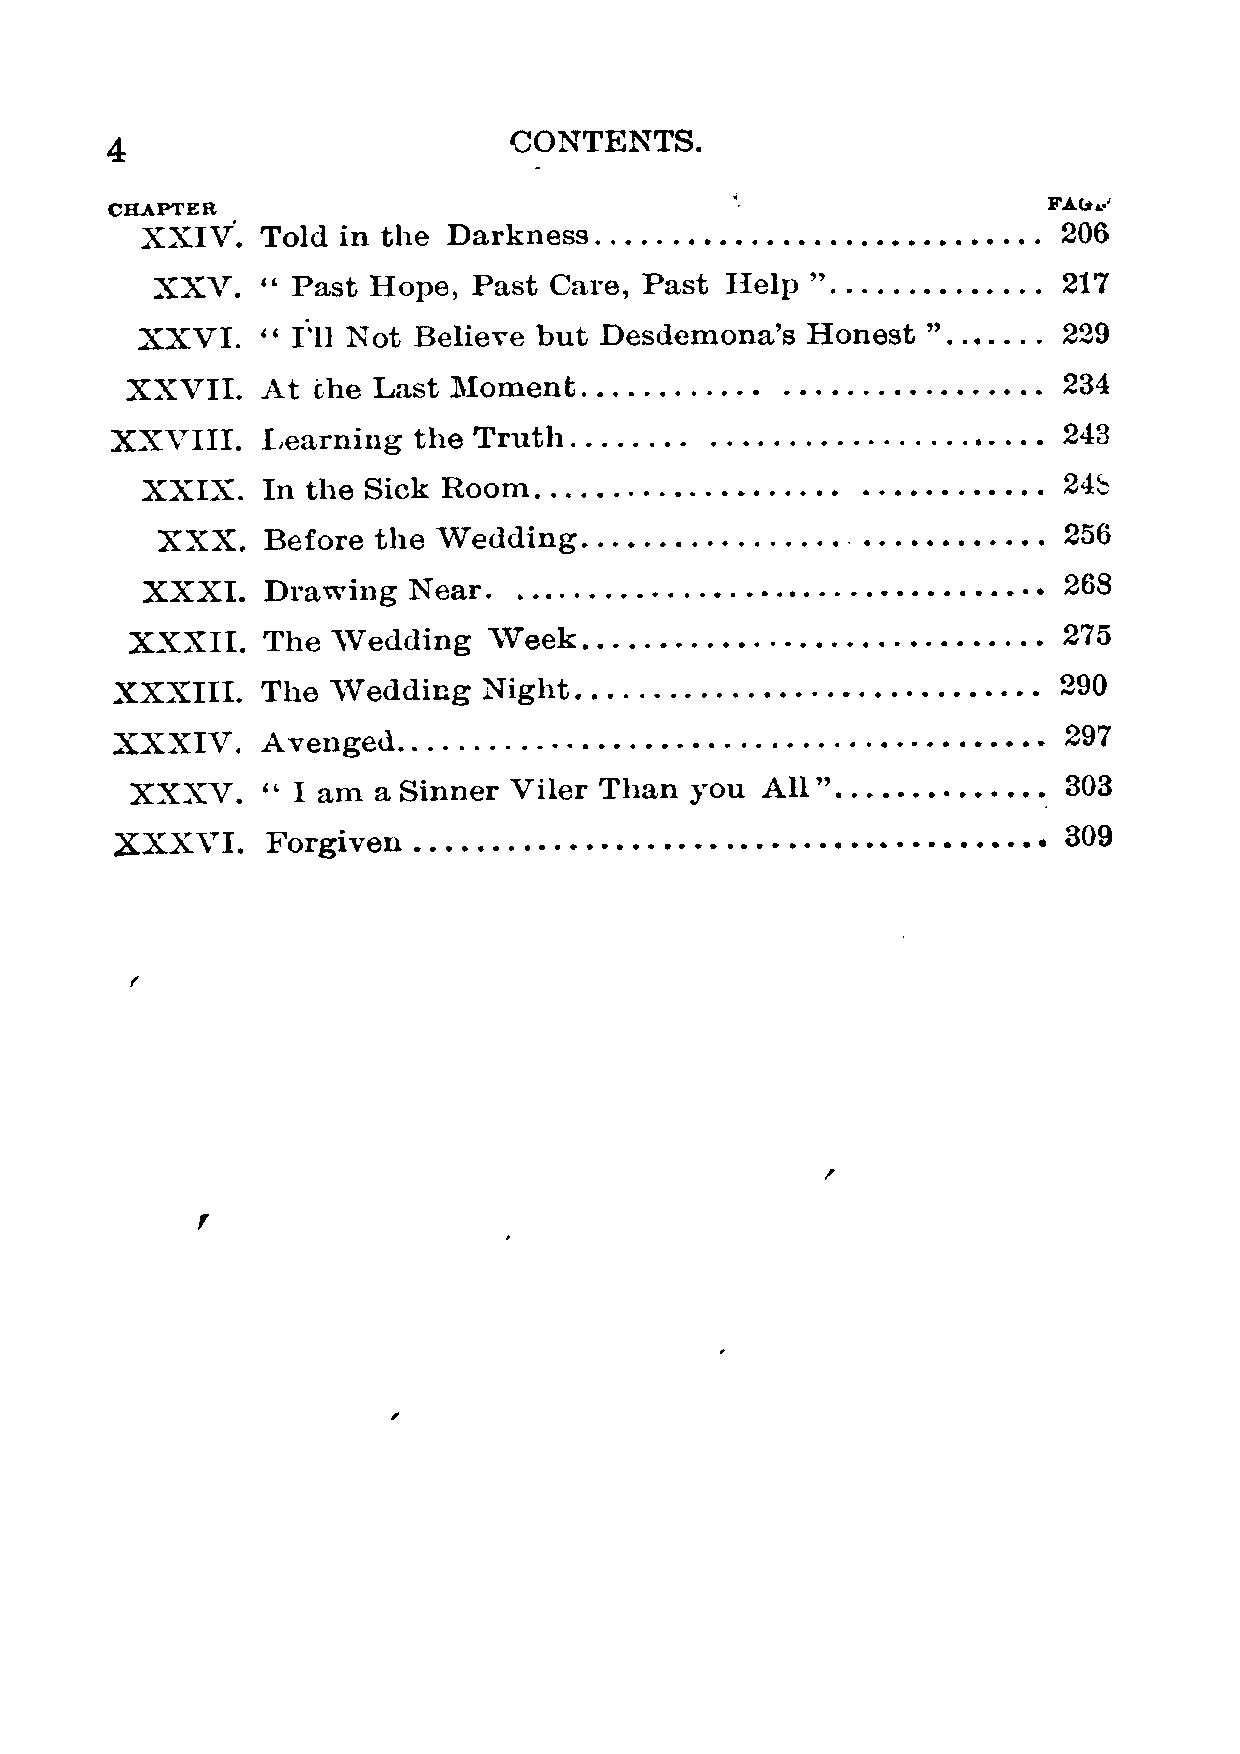 4 CONTENTS.
CHAPTER PAGE
XXIV. Told in the Darkness............................. 206
XXV. “ Past Hope, Past Care, Past Help ”.............. 217
XXVI. “ I'll Not Believe but Desdemona's Honest ”....... 229
XXVII. At the Last Moment............ ................. 234
XXVIII. Learning the Truth........ ...................... 243
XXIX. In the Sick Room.................... ............ 248
XXX. Before the Wedding.............................. 256
XXXI. Drawing Near. .................................. 268
XXXII. The Wedding Week.............................. 275
XXXIII. The Wedding Night.............................. 290
XXXIV. Avenged.......................................... 297
XXXV. “ I am a Sinner Viler Than you All”.............. 303
XXXVI. Forgiven ......................................... 309